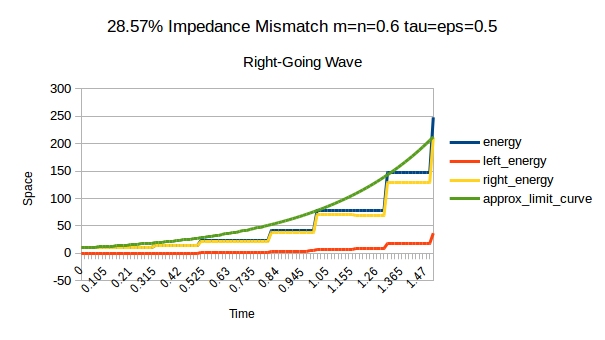 28.57% Impedance Mismatch m=n=0.6 tau=eps=0.5
Right-Going Wave
Space
300
250
200
150
100
50
0
-50
energy
left_energy
right_energy
approx_limit_curve
0
0.105
0.21
0.315
0.42
0.525
0.63
0.735
0.84
0.945
1.05
1.155
1.26
1.365
1.47
Time